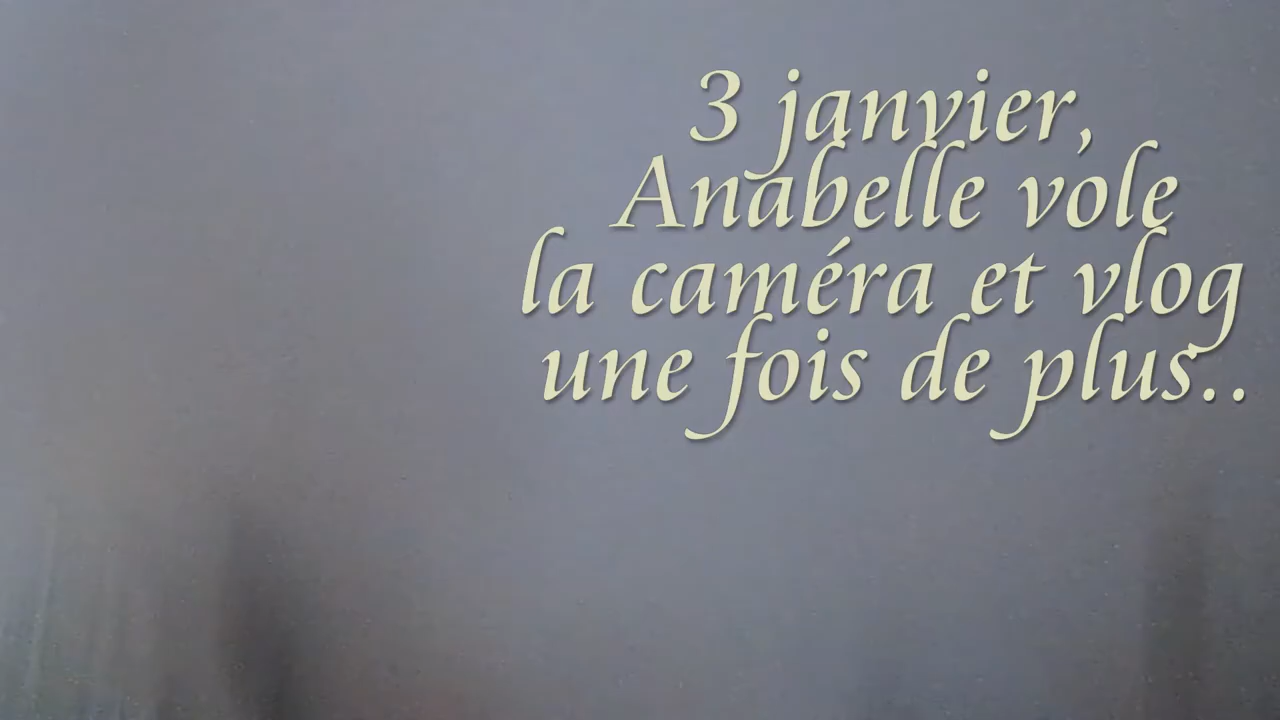 3 janvier,
Anabelle vole
la caméra et vlog
une fois de plus..